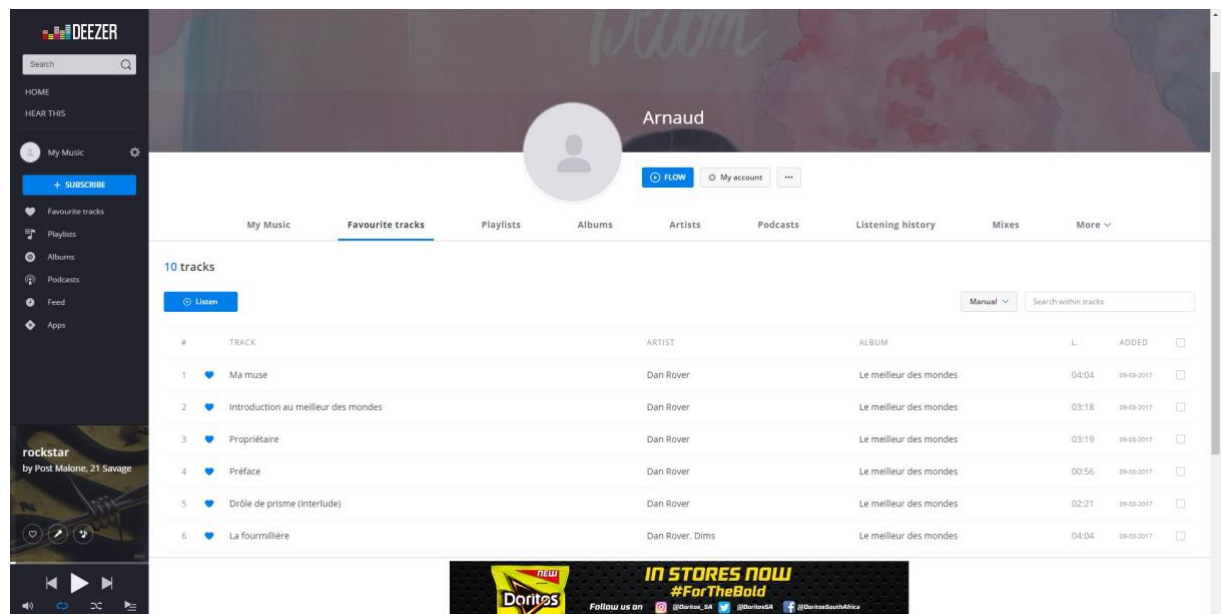 DEEZER
Search
HOME
HEAR THIS
My Music
+ SUBSCRIBE
Favourite tracks
Playlists
Albums
Podcasts
Feed
Apps
rockstar
by Post Malone, 21 Savage
Arnaud
FLOW
My account
...
My Music Favourite tracks Playlists Albums Artists Podcasts Listening history Mixes More
10 tracks
Listen
Manual
Search within tracks
# TRACK ARTIST ALBUM L. ADDED
1 Ma muse Dan Rover Le meilleur des mondes 04:04 09-03-2017
2 Introduction au meilleur des mondes Dan Rover Le meilleur des mondes 03:18 09-03-2017
3 Propriétaire Dan Rover Le meilleur des mondes 03:19 09-03-2017
4 Préface Dan Rover Le meilleur des mondes 00:56 09-03-2017
5 Drôle de prisme (Interlude) Dan Rover Le meilleur des mondes 02:21 09-03-2017
6 La fourmillière Dan Rover, Dims Le meilleur des mondes 04:04 09-03-2017
NEW
Doritos
IN STORES NOW
#ForTheBold
Follow us on @Doritos_SA @DoritosSA @DoritosSouthAfrica